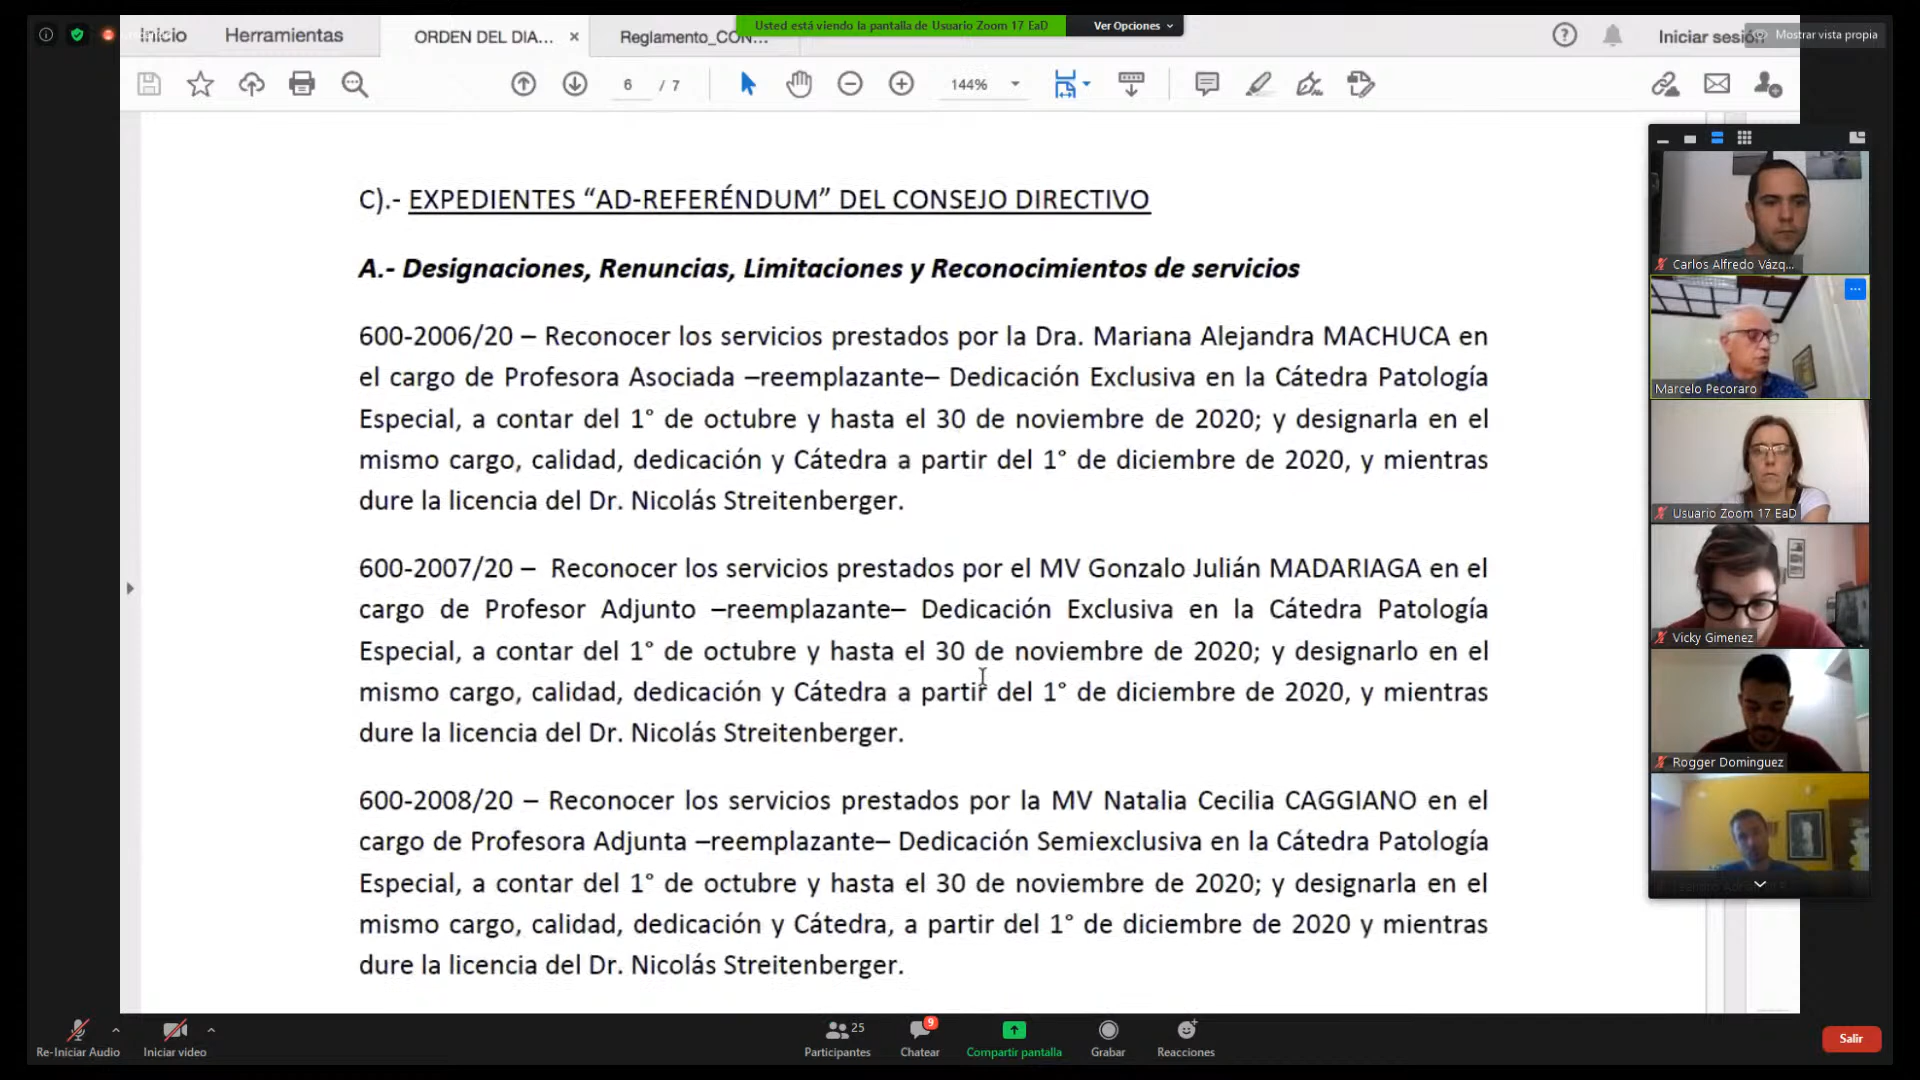 Usted está viendo la pantalla de Usuario Zoom 17 EaD
Ver Opciones
Inicio
Herramientas
ORDEN DEL DIA...
Reglamento_CON...
Iniciar sesión
Mostrar vista propia
6 / 7
144%
C).- EXPEDIENTES “AD-REFERÉNDUM” DEL CONSEJO DIRECTIVO
A.- Designaciones, Renuncias, Limitaciones y Reconocimientos de servicios
600-2006/20 – Reconocer los servicios prestados por la Dra. Mariana Alejandra MACHUCA en
el cargo de Profesora Asociada –reemplazante– Dedicación Exclusiva en la Cátedra Patología
Especial, a contar del 1° de octubre y hasta el 30 de noviembre de 2020; y designarla en el
mismo cargo, calidad, dedicación y Cátedra a partir del 1° de diciembre de 2020, y mientras
dure la licencia del Dr. Nicolás Streitenberger.
600-2007/20 – Reconocer los servicios prestados por el MV Gonzalo Julián MADARIAGA en el
cargo de Profesor Adjunto –reemplazante– Dedicación Exclusiva en la Cátedra Patología
Especial, a contar del 1° de octubre y hasta el 30 de noviembre de 2020; y designarlo en el
mismo cargo, calidad, dedicación y Cátedra a partir del 1° de diciembre de 2020, y mientras
dure la licencia del Dr. Nicolás Streitenberger.
600-2008/20 – Reconocer los servicios prestados por la MV Natalia Cecilia CAGGIANO en el
cargo de Profesora Adjunta –reemplazante– Dedicación Semiexclusiva en la Cátedra Patología
Especial, a contar del 1° de octubre y hasta el 30 de noviembre de 2020; y designarla en el
mismo cargo, calidad, dedicación y Cátedra, a partir del 1° de diciembre de 2020 y mientras
dure la licencia del Dr. Nicolás Streitenberger.
Carlos Alfredo Vázq...
Marcelo Pecoraro
Usuario Zoom 17 EaD
Vicky Gimenez
Rogger Dominguez
Re-Iniciar Audio
Iniciar video
25
Participantes
9
Chatear
Compartir pantalla
Grabar
Reacciones
Salir